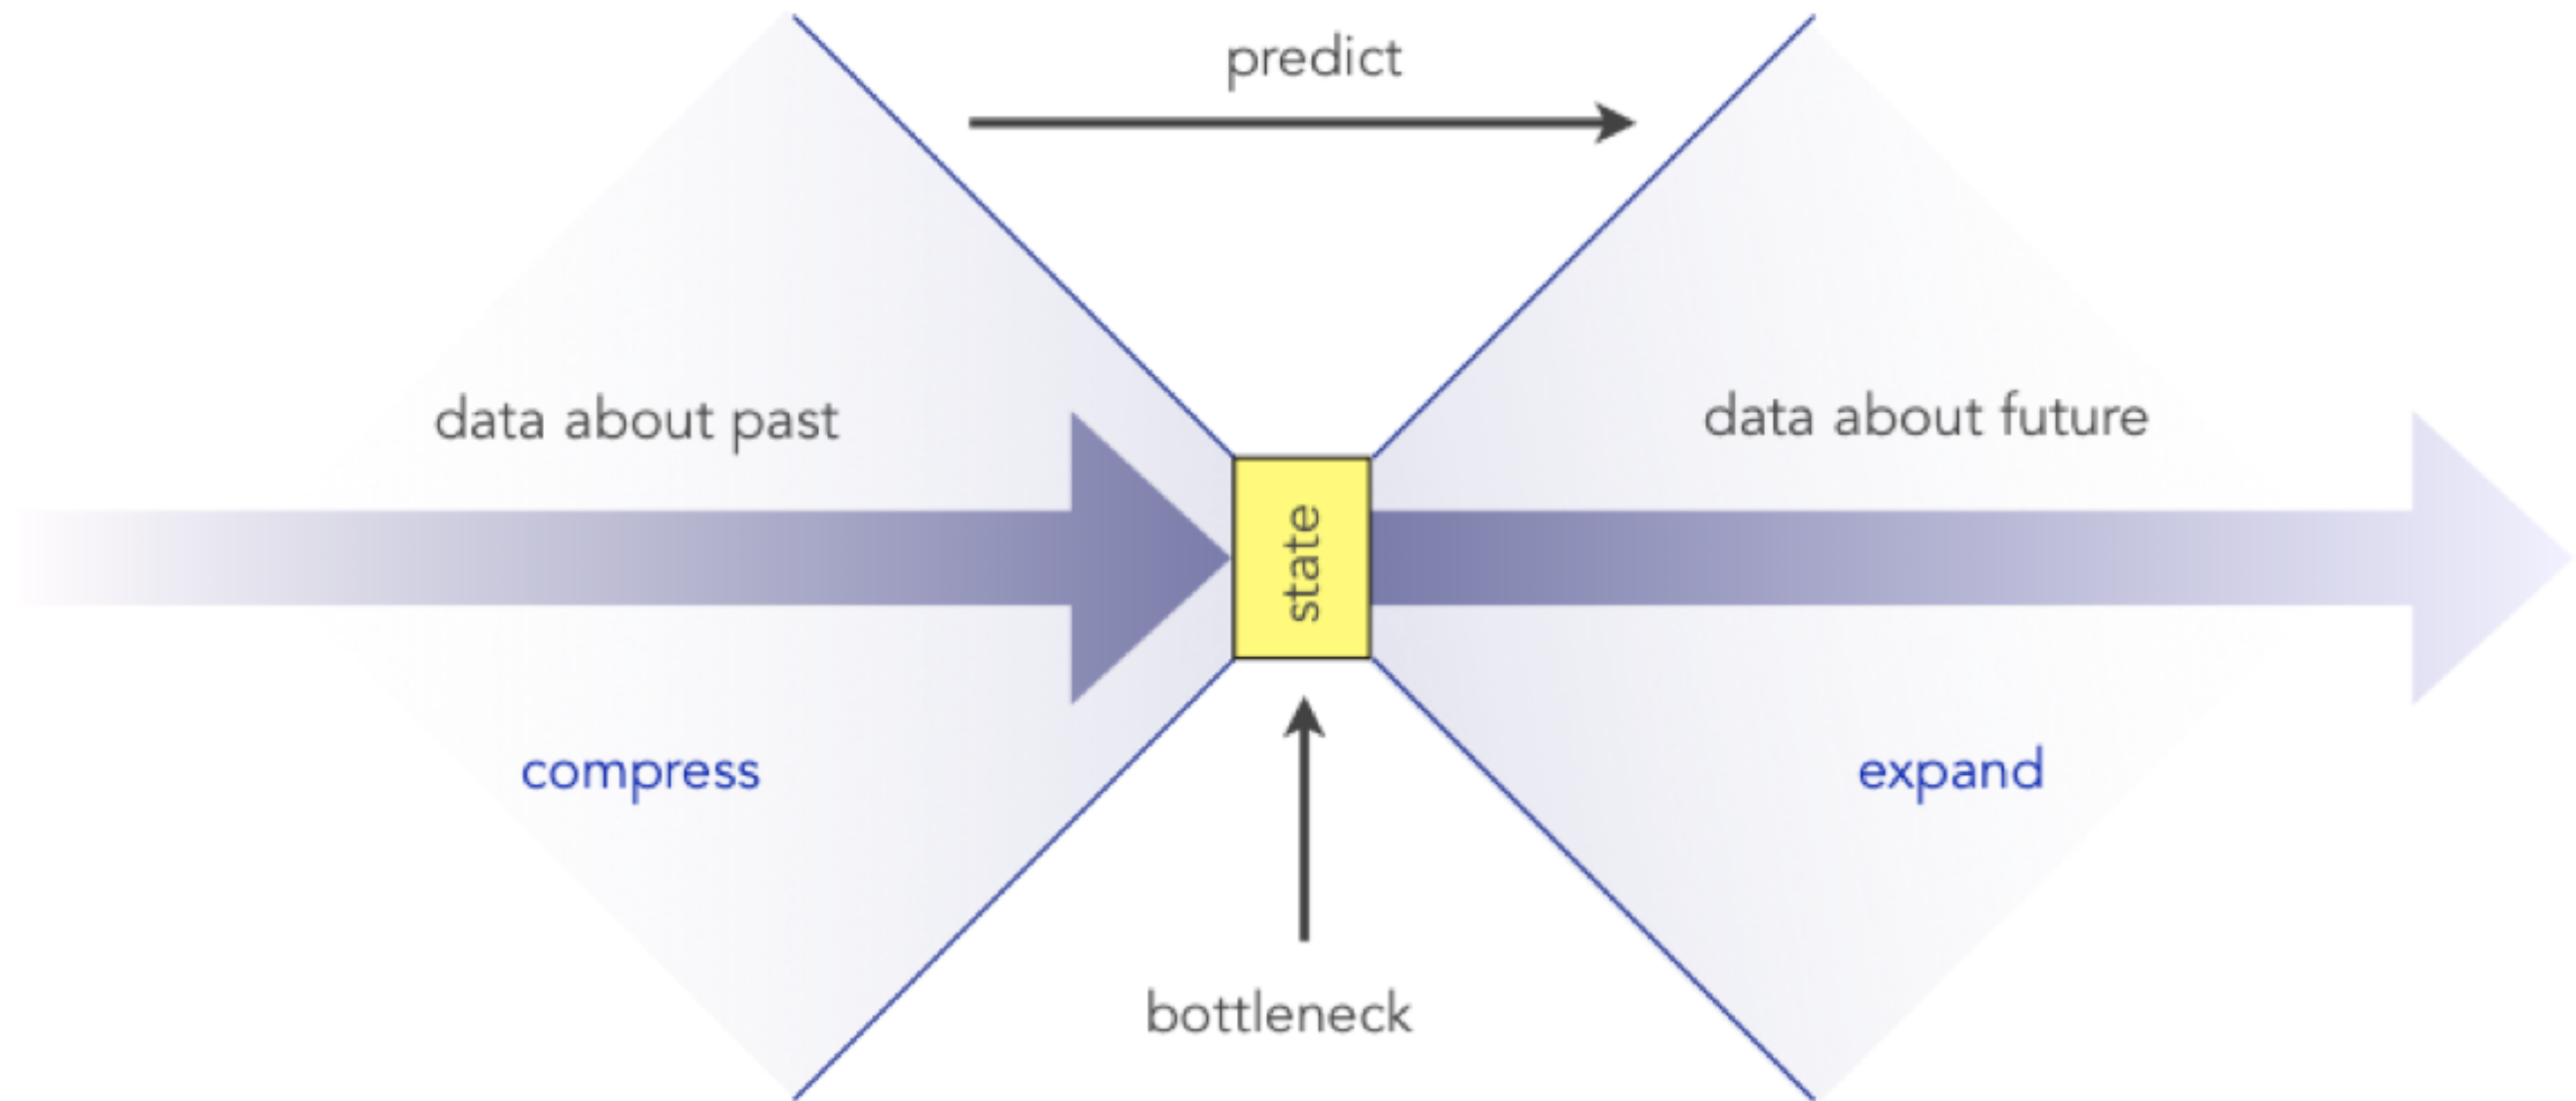 predict
data about past
data about future
state
compress
expand
bottleneck